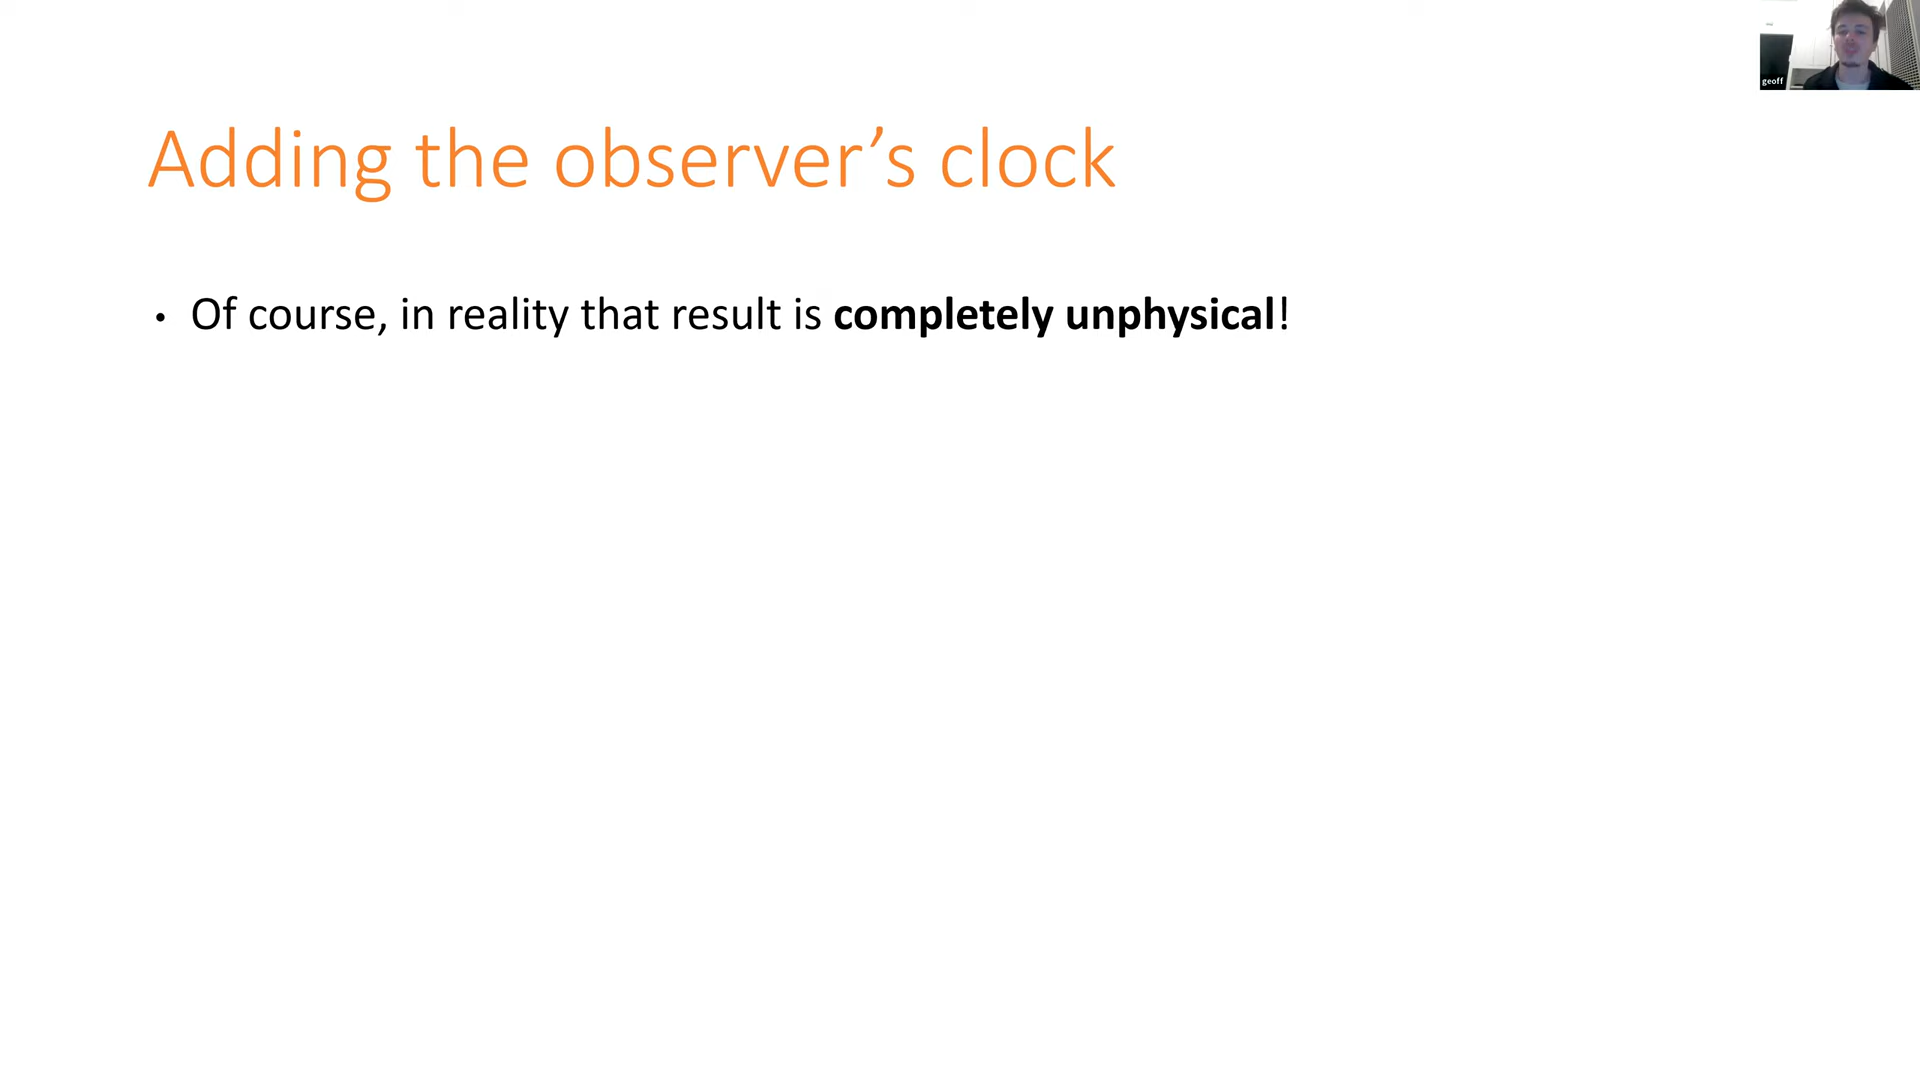 geoff
Adding the observer’s clock
• Of course, in reality that result is completely unphysical!